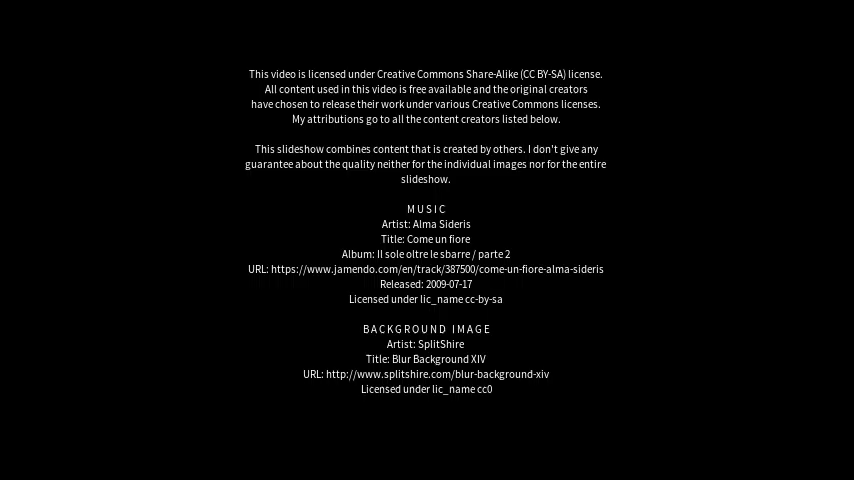 This video is licensed under Creative Commons Share-Alike (CC BY-SA) license.
All content used in this video is free available and the original creators
have chosen to release their work under various Creative Commons licenses.
My attributions go to all the content creators listed below.
This slideshow combines content that is created by others. I don't give any
guarantee about the quality neither for the individual images nor for the entire
slideshow.
MUSIC
Artist: Alma Sideris
Title: Come un fiore
Album: Il sole oltre le sbarre / parte 2
URL: https://www.jamendo.com/en/track/387500/come-un-fiore-alma-sideris
Released: 2009-07-17
Licensed under lic_name cc-by-sa
BACKGROUND IMAGE
Artist: SplitShire
Title: Blur Background XIV
URL: http://www.splitshire.com/blur-background-xiv
Licensed under lic_name cc0